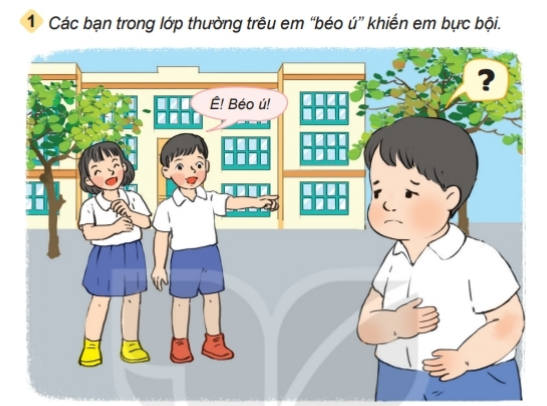 1 Các bạn trong lớp thường trêu em “béo ú” khiến em bực bội.
Ê! Béo ú!
?